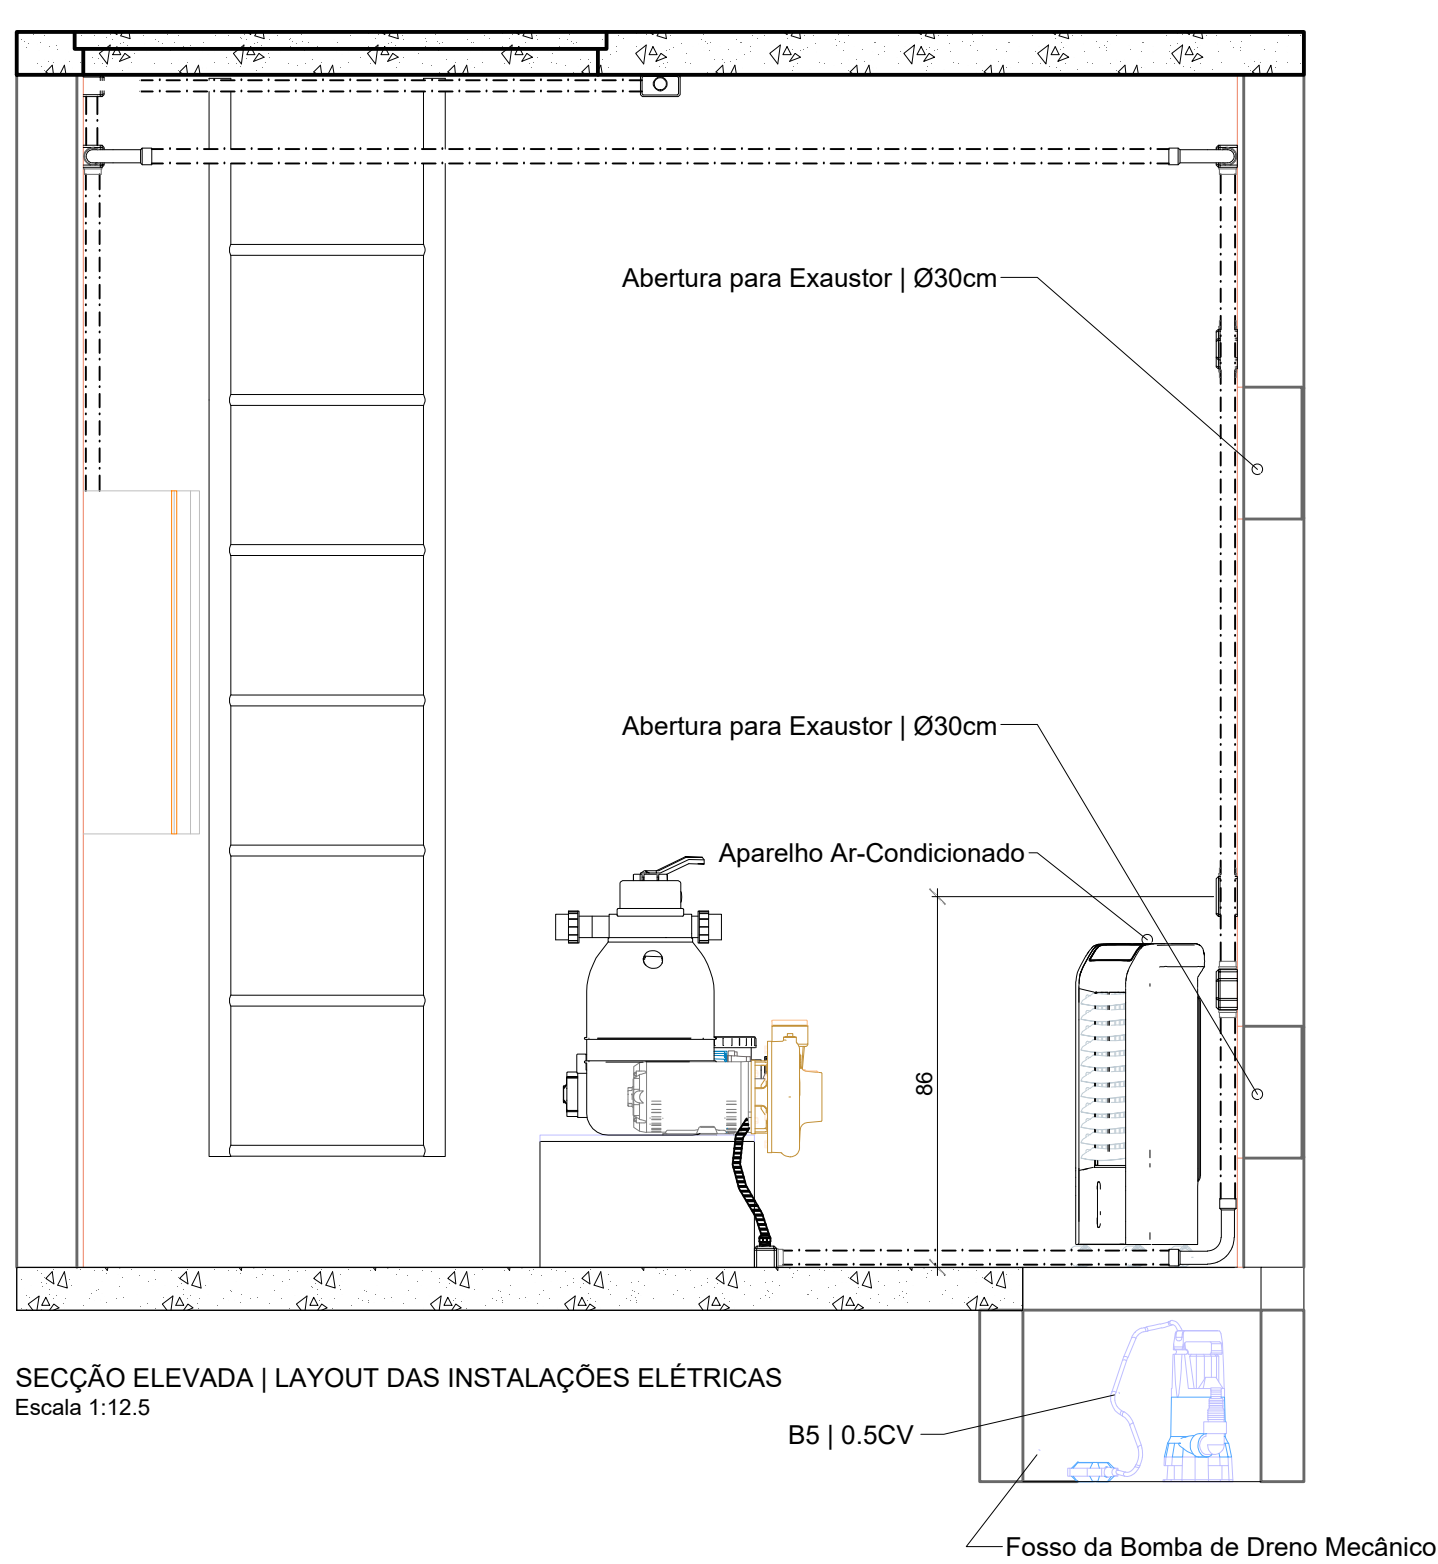 Abertura para Exaustor | Ø30cm
Abertura para Exaustor | Ø30cm
Aparelho Ar-Condicionado
86
SECÇÃO ELEVADA | LAYOUT DAS INSTALAÇÕES ELÉTRICAS
Escala 1:12.5
B5 | 0.5CV
Fosso da Bomba de Dreno Mecânico